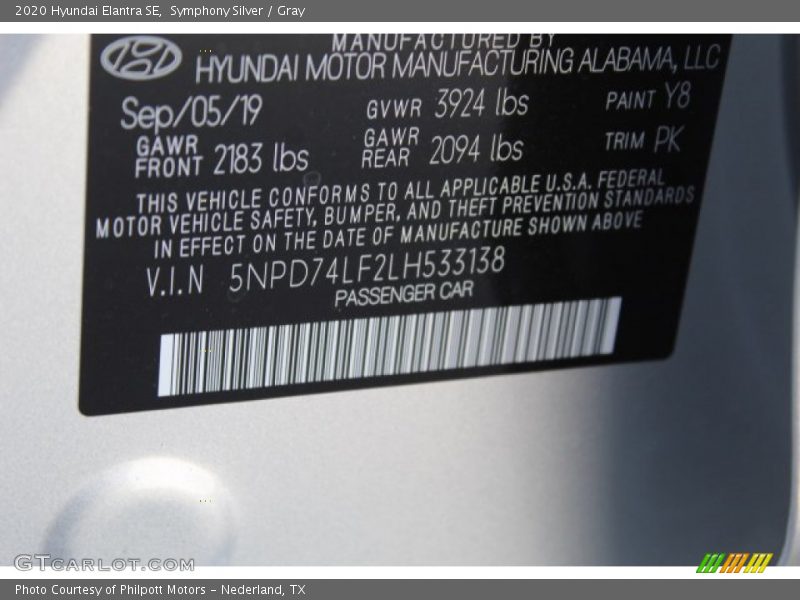 2020 Hyundai Elantra SE, Symphony Silver / Gray
MANUFACTURED BY
HYUNDAI MOTOR MANUFACTURING ALABAMA, LLC
Sep/05/19 GVWR 3924 lbs PAINT Y8
GAWR FRONT 2183 lbs GAWR REAR 2094 lbs TRIM PK
THIS VEHICLE CONFORMS TO ALL APPLICABLE U.S.A. FEDERAL
MOTOR VEHICLE SAFETY, BUMPER, AND THEFT PREVENTION STANDARDS
IN EFFECT ON THE DATE OF MANUFACTURE SHOWN ABOVE
V.I.N 5NPD74LF2LH533138
PASSENGER CAR
GTCARLOT.COM
Photo Courtesy of Philpott Motors - Nederland, TX